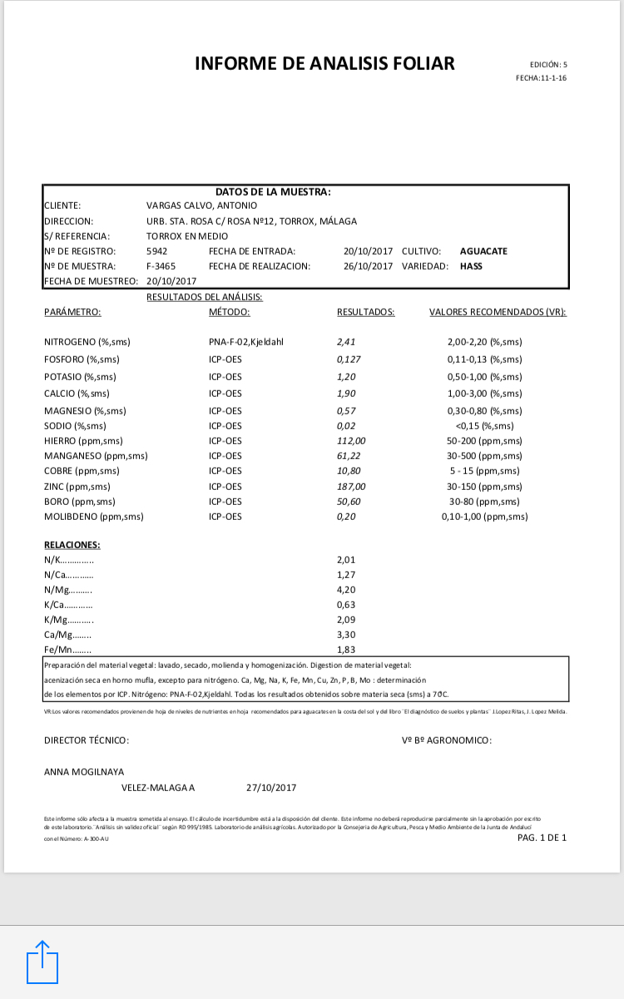 INFORME DE ANALISIS FOLIAR
EDICIÓN: 5
FECHA:11-1-16
DATOS DE LA MUESTRA:
CLIENTE: VARGAS CALVO, ANTONIO
DIRECCION: URB. STA. ROSA C/ ROSA Nº12, TORROX, MÁLAGA
S/ REFERENCIA: TORROX EN MEDIO
Nº DE REGISTRO: 5942 FECHA DE ENTRADA: 20/10/2017 CULTIVO: AGUACATE
Nº DE MUESTRA: F-3465 FECHA DE REALIZACION: 26/10/2017 VARIEDAD: HASS
FECHA DE MUESTREO: 20/10/2017
RESULTADOS DEL ANÁLISIS:
PARÁMETRO: MÉTODO: RESULTADOS: VALORES RECOMENDADOS (VR):
NITROGENO (%,sms) PNA-F-02,Kjeldahl 2,41 2,00-2,20 (%,sms)
FOSFORO (%,sms) ICP-OES 0,127 0,11-0,13 (%,sms)
POTASIO (%,sms) ICP-OES 1,20 0,50-1,00 (%,sms)
CALCIO (%,sms) ICP-OES 1,90 1,00-3,00 (%,sms)
MAGNESIO (%,sms) ICP-OES 0,57 0,30-0,80 (%,sms)
SODIO (%,sms) ICP-OES 0,02 <0,15 (%,sms)
HIERRO (ppm,sms) ICP-OES 112,00 50-200 (ppm,sms)
MANGANESO (ppm,sms) ICP-OES 61,22 30-500 (ppm,sms)
COBRE (ppm,sms) ICP-OES 10,80 5 - 15 (ppm,sms)
ZINC (ppm,sms) ICP-OES 187,00 30-150 (ppm,sms)
BORO (ppm,sms) ICP-OES 50,60 30-80 (ppm,sms)
MOLIBDENO (ppm,sms) ICP-OES 0,20 0,10-1,00 (ppm,sms)
RELACIONES:
N/K............. 2,01
N/Ca............ 1,27
N/Mg......... 4,20
K/Ca............ 0,63
K/Mg........... 2,09
Ca/Mg........ 3,30
Fe/Mn........ 1,83
Preparación del material vegetal: lavado, secado, molienda y homogenización. Digestion de material vegetal:
acenización seca en horno mufla, excepto para nitrógeno. Ca, Mg, Na, K, Fe, Mn, Cu, Zn, P, B, Mo : determinación
de los elementos por ICP. Nitrógeno: PNA-F-02,Kjeldahl. Todas los resultados obtenidos sobre materia seca (sms) a 70ºC.
VR:Los valores recomendados provienen de hoja de niveles de nutrientes en hoja recomendados para aguacates en la costa del sol y del libro ¨El diagnóstico de suelos y plantas¨ J.Lopez Ritas, J. Lopez Melida.
DIRECTOR TÉCNICO: Vº Bº AGRONOMICO:
ANNA MOGILNAYA
VELEZ-MALAGA A 27/10/2017
Este informe sólo afecta a la muestra sometida al ensayo. El cálculo de incertidumbre está a la disposición del cliente. Este informe no deberá reproducirse parcialmente sin la aprobación por escrito
de este laboratorio.¨Análisis sin validez oficial¨ según RD 995/1985. Laboratorio de análisis agrícolas. Autorizado por la Consejería de Agricultura, Pesca y Medio Ambiente de la Junta de Andalucí
con el Número: A-300-AU PAG. 1 DE 1